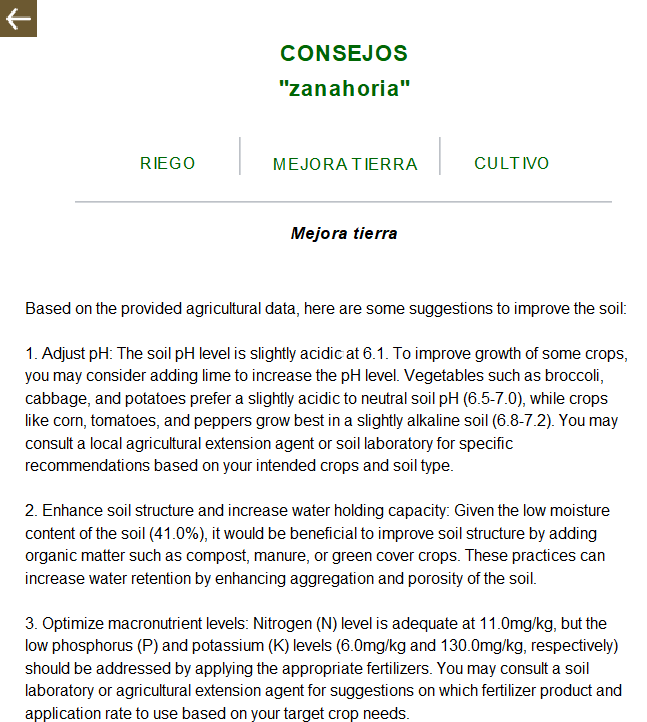 CONSEJOS
"zanahoria"
RIEGO
MEJORA TIERRA
CULTIVO
Mejora tierra
Based on the provided agricultural data, here are some suggestions to improve the soil:
1. Adjust pH: The soil pH level is slightly acidic at 6.1. To improve growth of some crops,
you may consider adding lime to increase the pH level. Vegetables such as broccoli,
cabbage, and potatoes prefer a slightly acidic to neutral soil pH (6.5-7.0), while crops
like corn, tomatoes, and peppers grow best in a slightly alkaline soil (6.8-7.2). You may
consult a local agricultural extension agent or soil laboratory for specific
recommendations based on your intended crops and soil type.
2. Enhance soil structure and increase water holding capacity: Given the low moisture
content of the soil (41.0%), it would be beneficial to improve soil structure by adding
organic matter such as compost, manure, or green cover crops. These practices can
increase water retention by enhancing aggregation and porosity of the soil.
3. Optimize macronutrient levels: Nitrogen (N) level is adequate at 11.0mg/kg, but the
low phosphorus (P) and potassium (K) levels (6.0mg/kg and 130.0mg/kg, respectively)
should be addressed by applying the appropriate fertilizers. You may consult a soil
laboratory or agricultural extension agent for suggestions on which fertilizer product and
application rate to use based on your target crop needs.